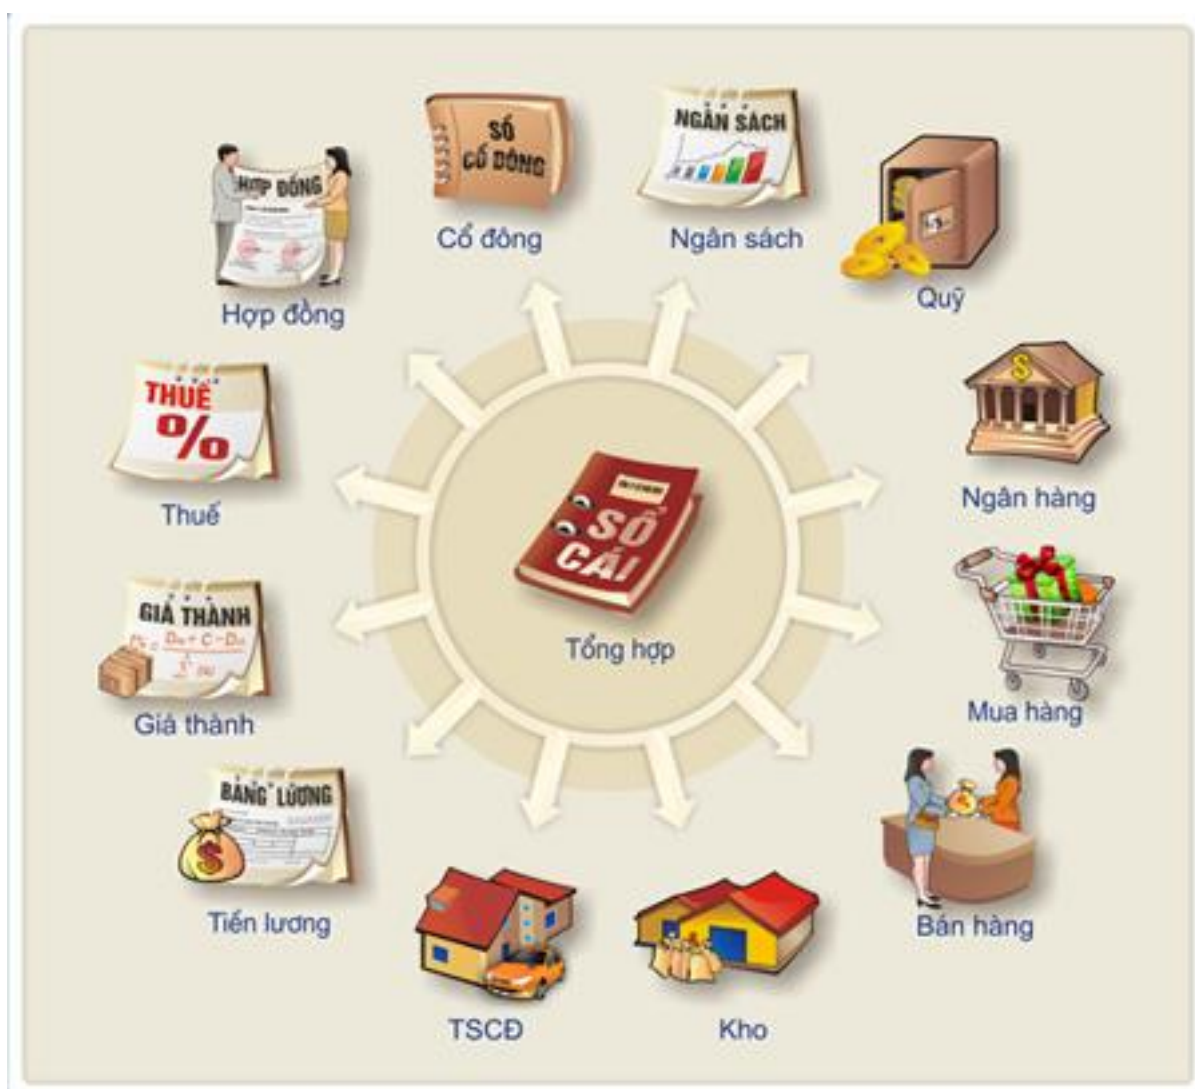 SỔ
CỔ ĐÔNG
Cổ đông
NGÂN SÁCH
Ngân sách
HỢP ĐỒNG
Hợp đồng
Quỹ
THUẾ
%
Thuế
$
Ngân hàng
SỔ
CÁI
Tổng hợp
GIÁ THÀNH
Giá thành
Mua hàng
BẢNG LƯƠNG
$
Tiền lương
Bán hàng
TSCĐ
Kho